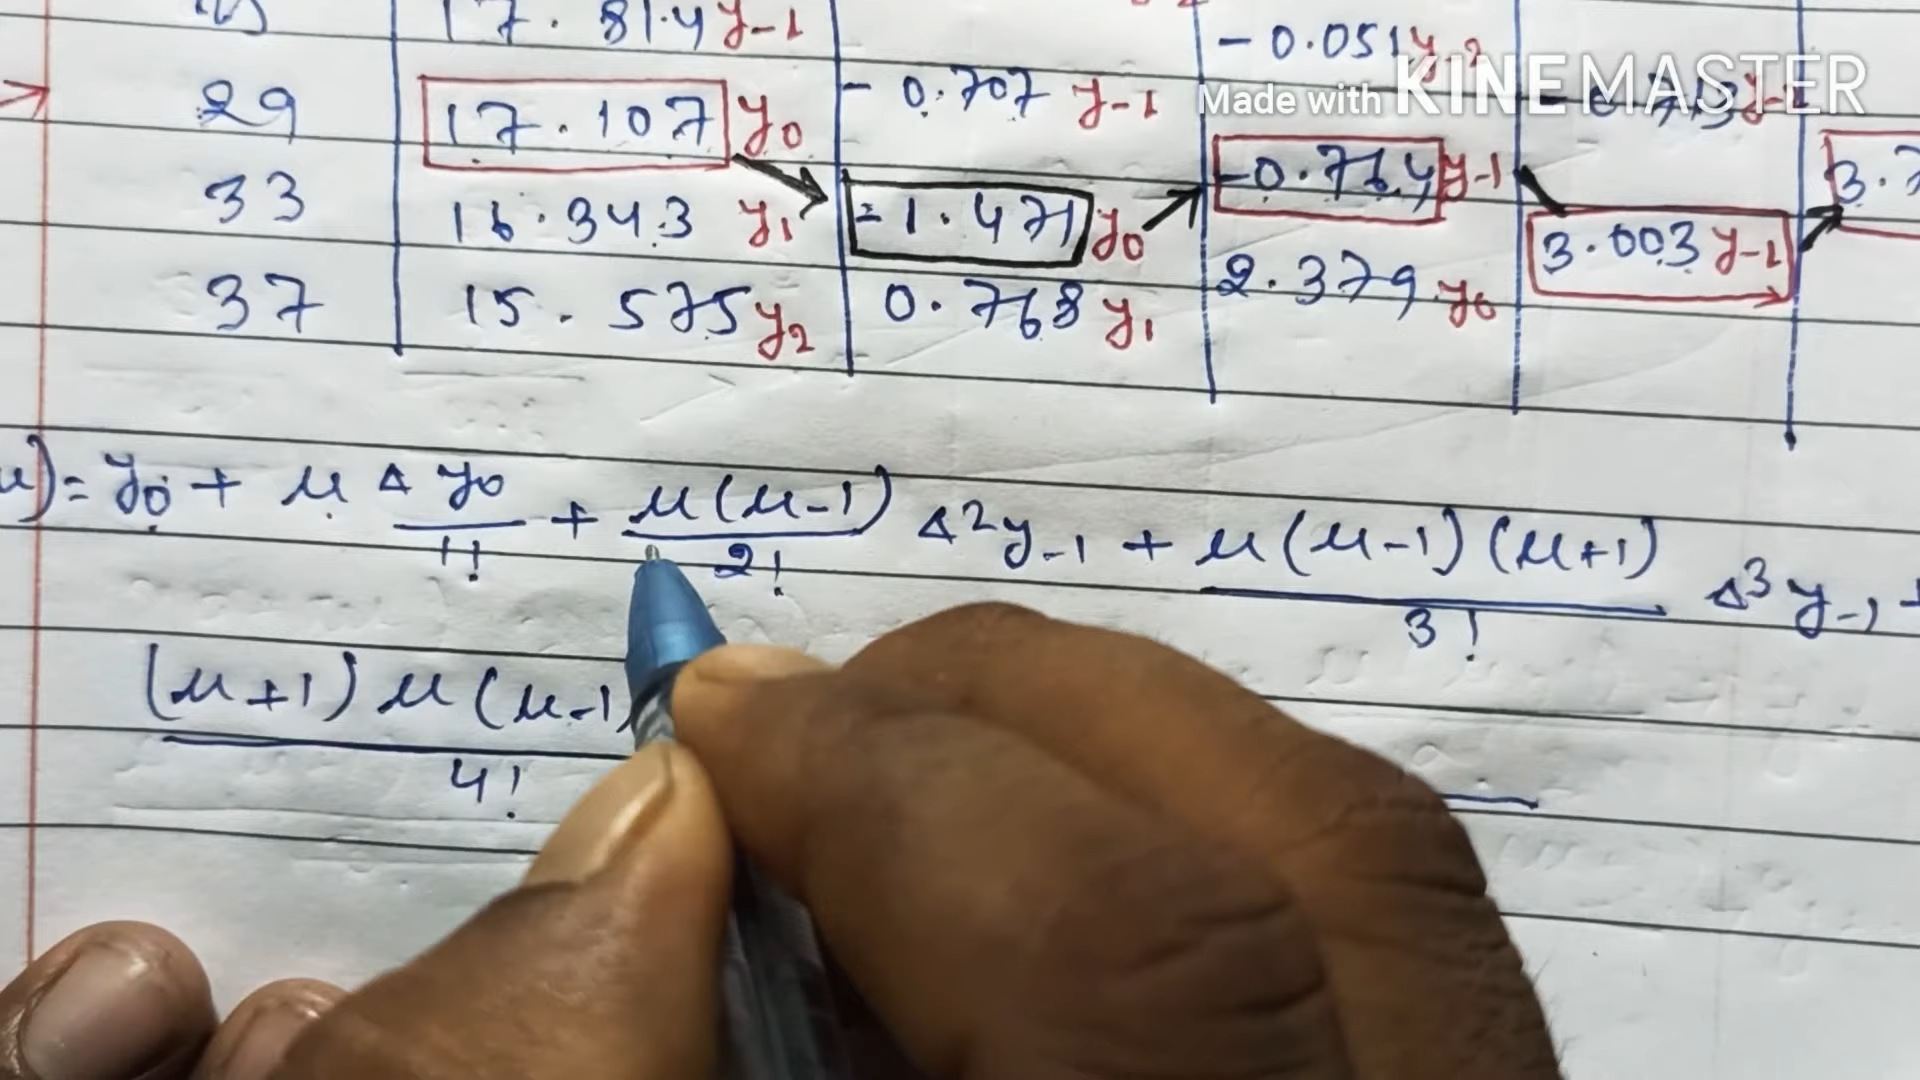 17.814 y-1
-0.051 y-2
Made with KINEMASTER
29 17.107 y0 -0.707 y-1
33 16.343 y1 -1.471 y0 -0.764 y-1 3.003 y-1 3.7
37 15.575 y2 0.768 y1 2.379 y0
u) = y0 + u Δy0/1! + u(u-1)/2! Δ²y-1 + u(u-1)(u+1)/3! Δ³y-1 +
(u+1)u(u-1)/4!